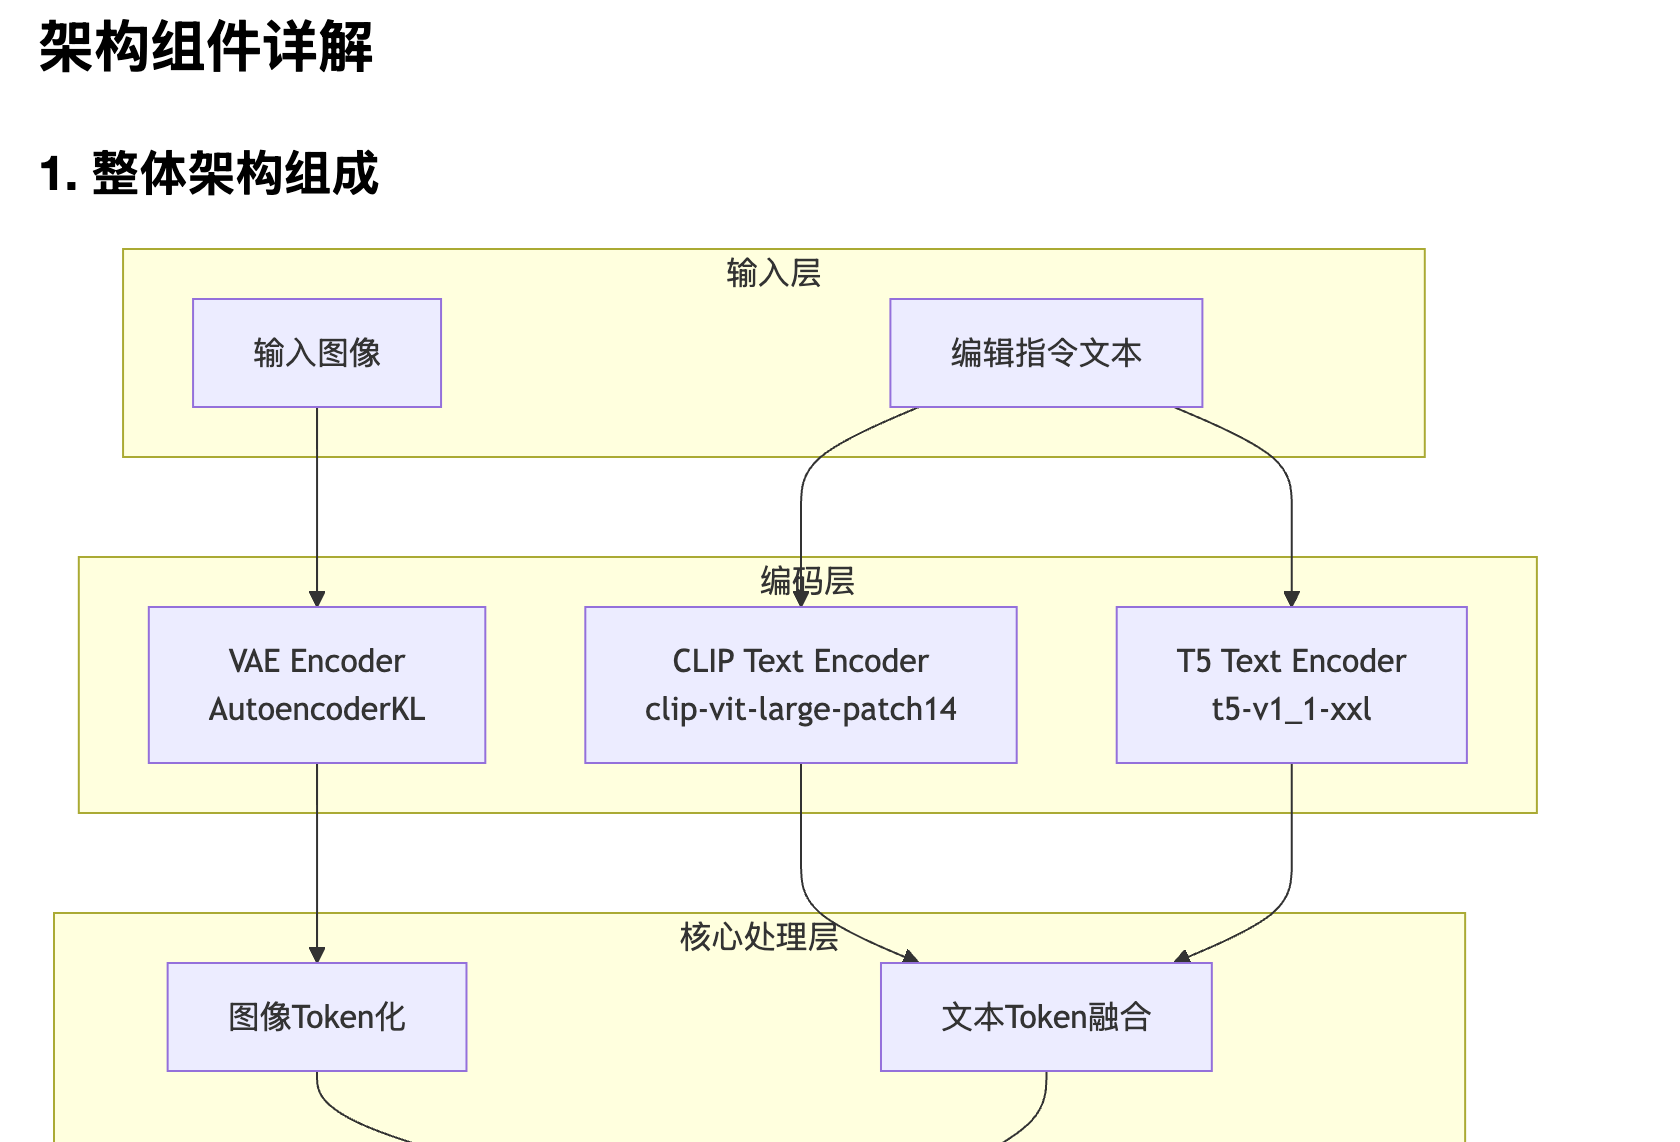 架构组件详解
1. 整体架构组成
输入层
输入图像
编辑指令文本
编码层
VAE Encoder
AutoencoderKL
CLIP Text Encoder
clip-vit-large-patch14
T5 Text Encoder
t5-v1_1-xxl
核心处理层
图像Token化
文本Token融合